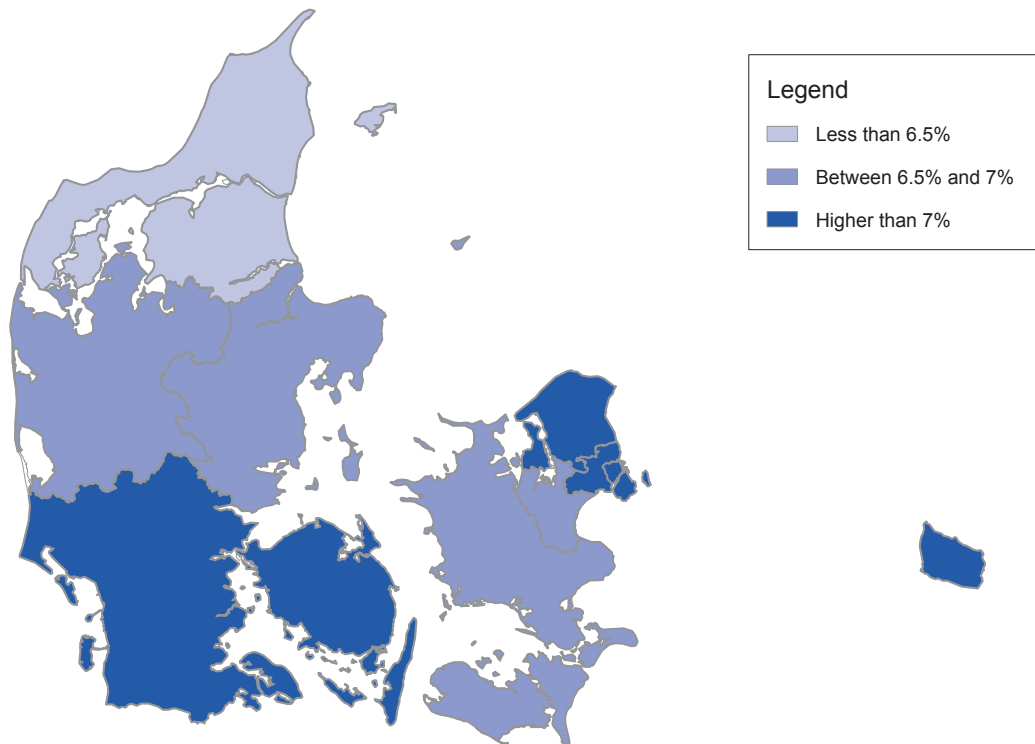 Legend
Less than 6.5%
Between 6.5% and 7%
Higher than 7%